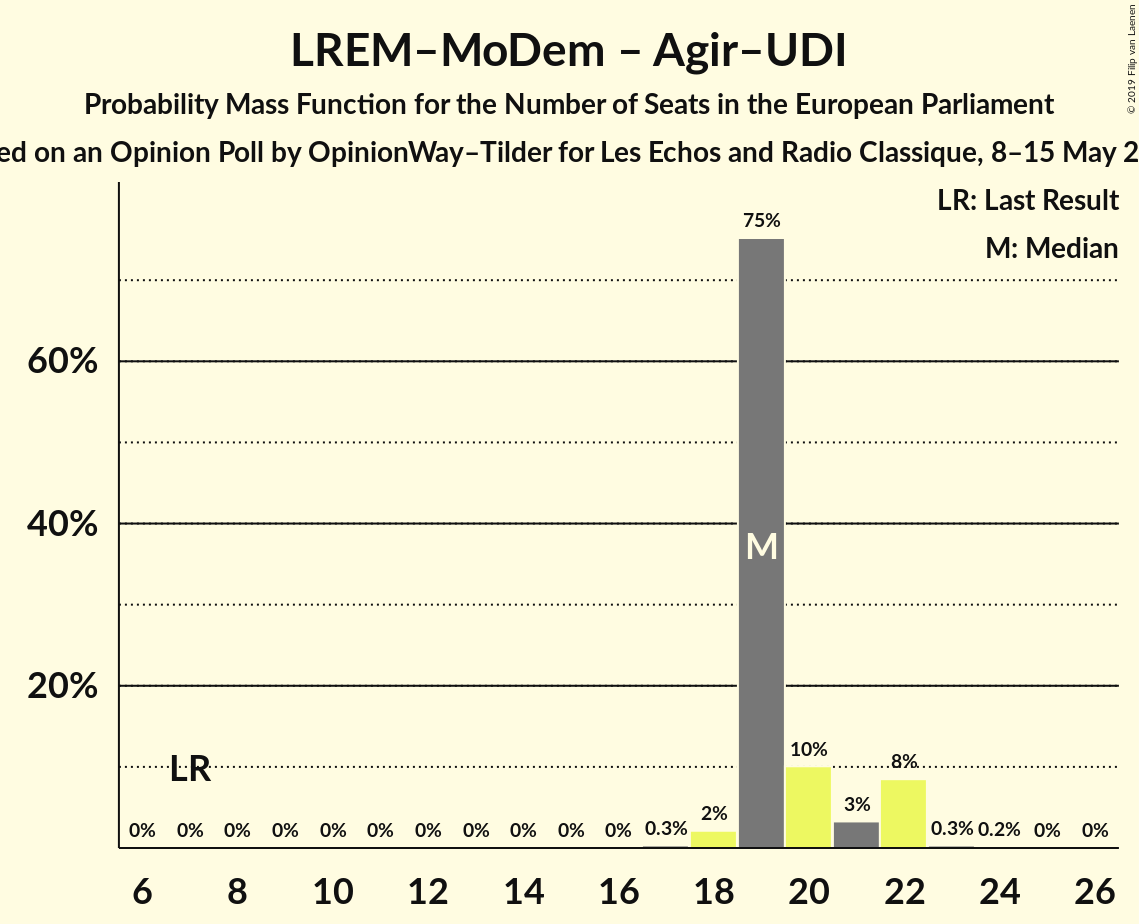 LREM–MoDem – Agir–UDI
Probability Mass Function for the Number of Seats in the European Parliament
ed on an Opinion Poll by OpinionWay–Tilder for Les Echos and Radio Classique, 8–15 May 2
© 2019 Filip van Laenen
LR: Last Result
M: Median
75%
60%
40%
M
20%
LR
0% 0% 0% 0% 0% 0% 0% 0% 0% 0% 0% 0.3% 2% 10% 3% 8% 0.3% 0.2% 0% 0%
6 8 10 12 14 16 18 20 22 24 26